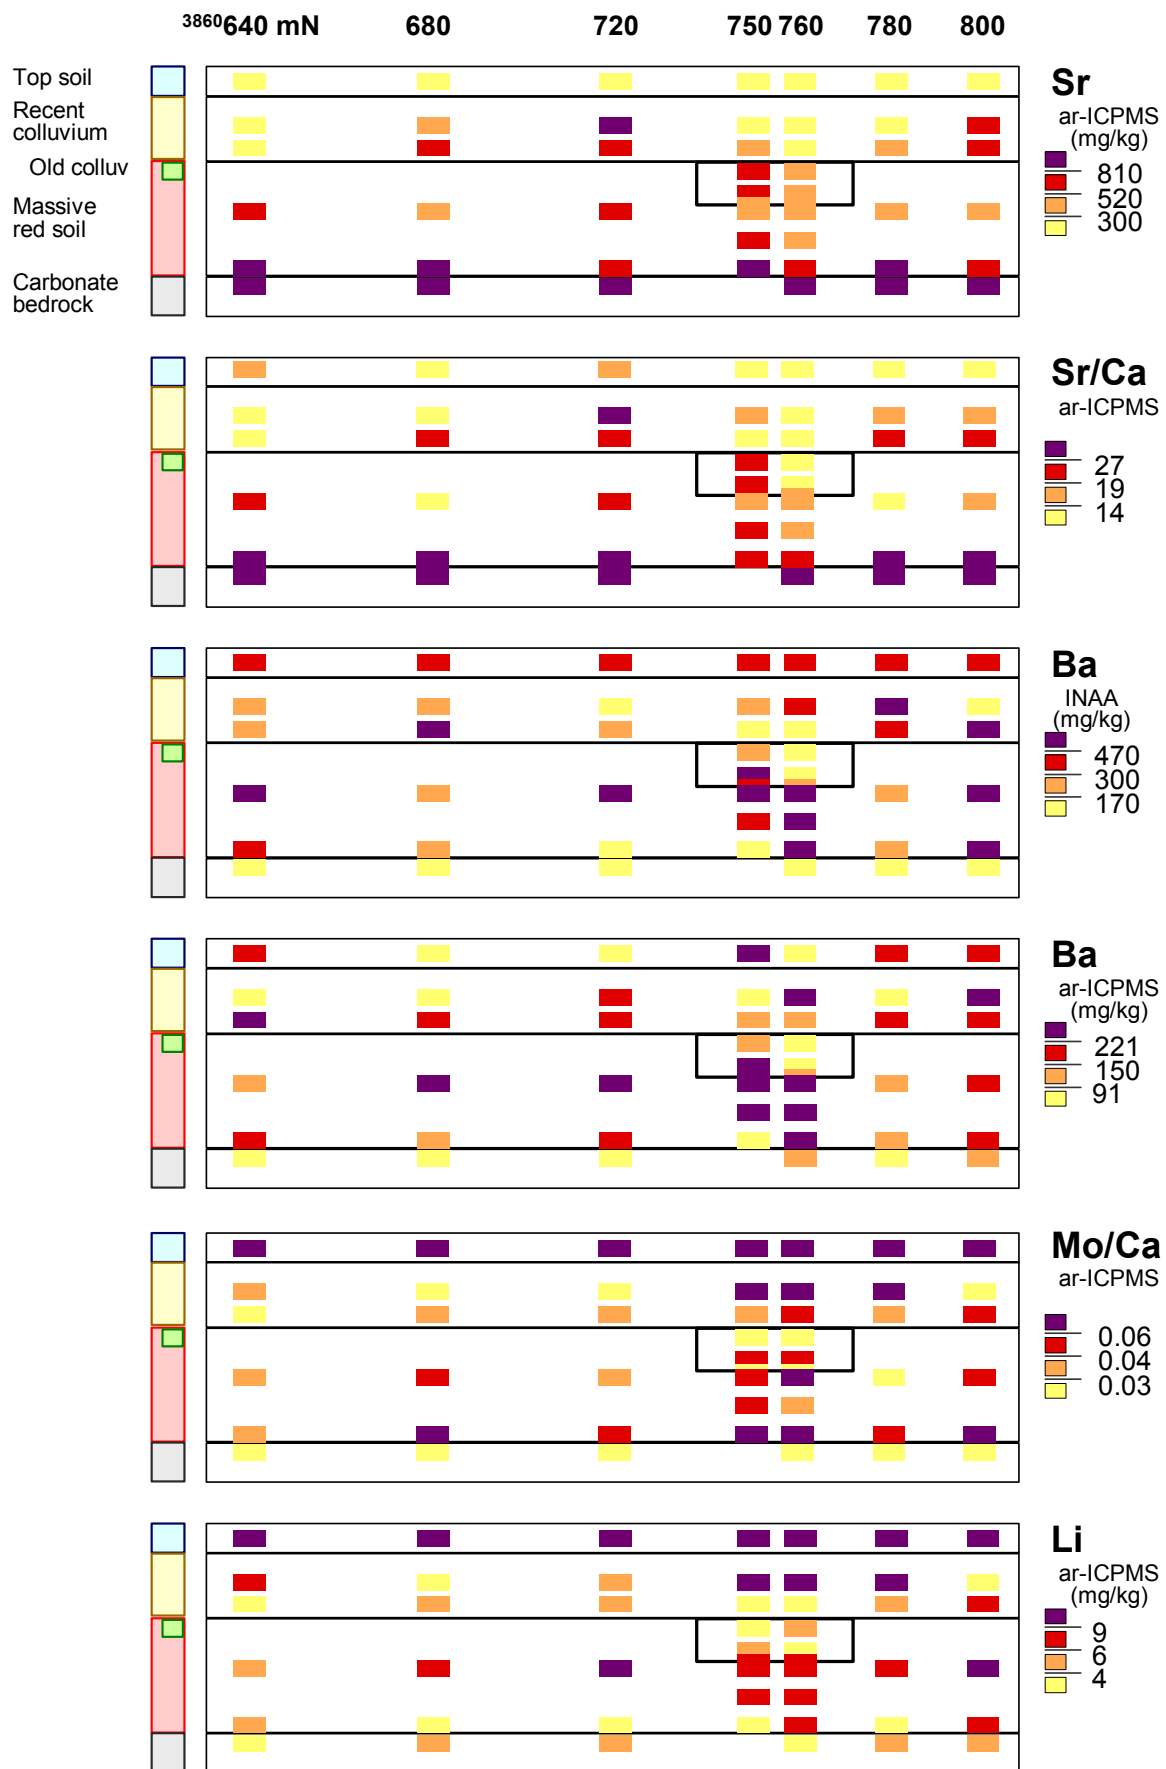 3860640 mN 680 720 750 760 780 800
Top soil
Recent
colluvium
Old colluv
Massive
red soil
Carbonate
bedrock
Sr
ar-ICPMS
(mg/kg)
810
520
300
Sr/Ca
ar-ICPMS
27
19
14
Ba
INAA
(mg/kg)
470
300
170
Ba
ar-ICPMS
(mg/kg)
221
150
91
Mo/Ca
ar-ICPMS
0.06
0.04
0.03
Li
ar-ICPMS
(mg/kg)
9
6
4